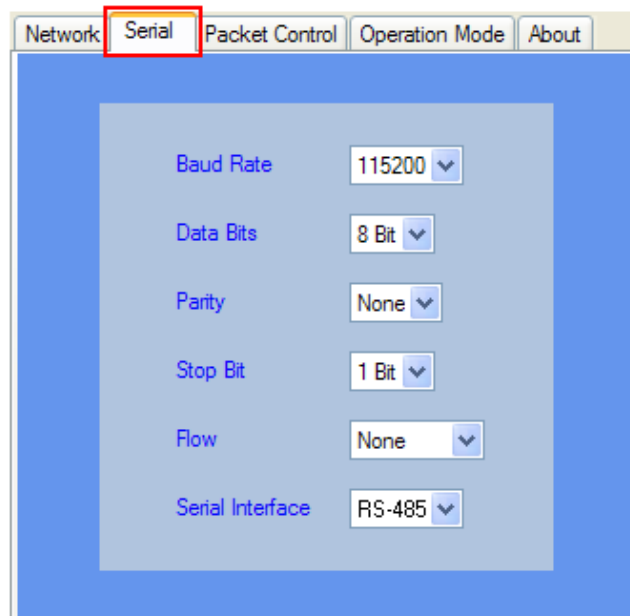 Network Serial Packet Control Operation Mode About
Baud Rate 115200
Data Bits 8 Bit
Parity None
Stop Bit 1 Bit
Flow None
Serial Interface RS-485